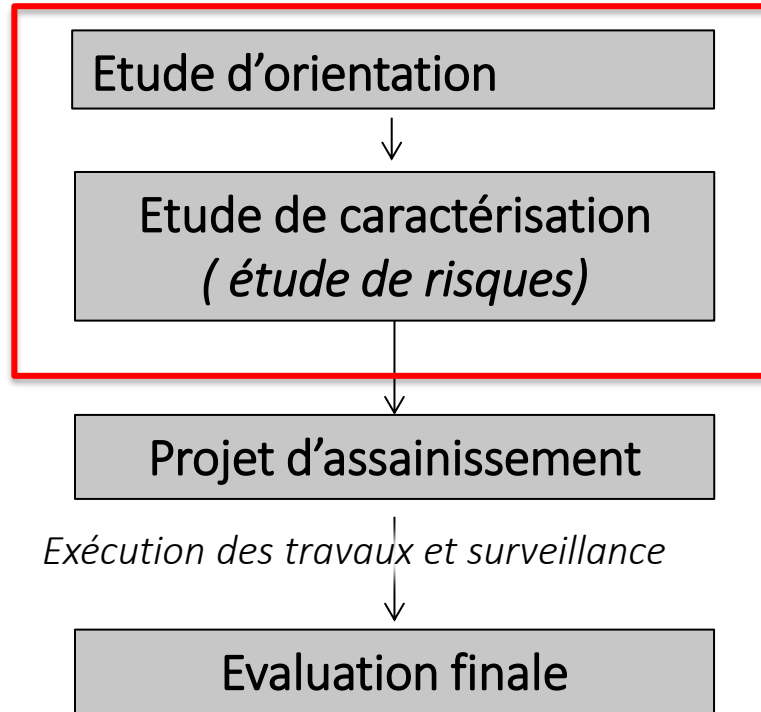 Etude d’orientation
Etude de caractérisation
( étude de risques)
Projet d’assainissement
Exécution des travaux et surveillance
Evaluation finale